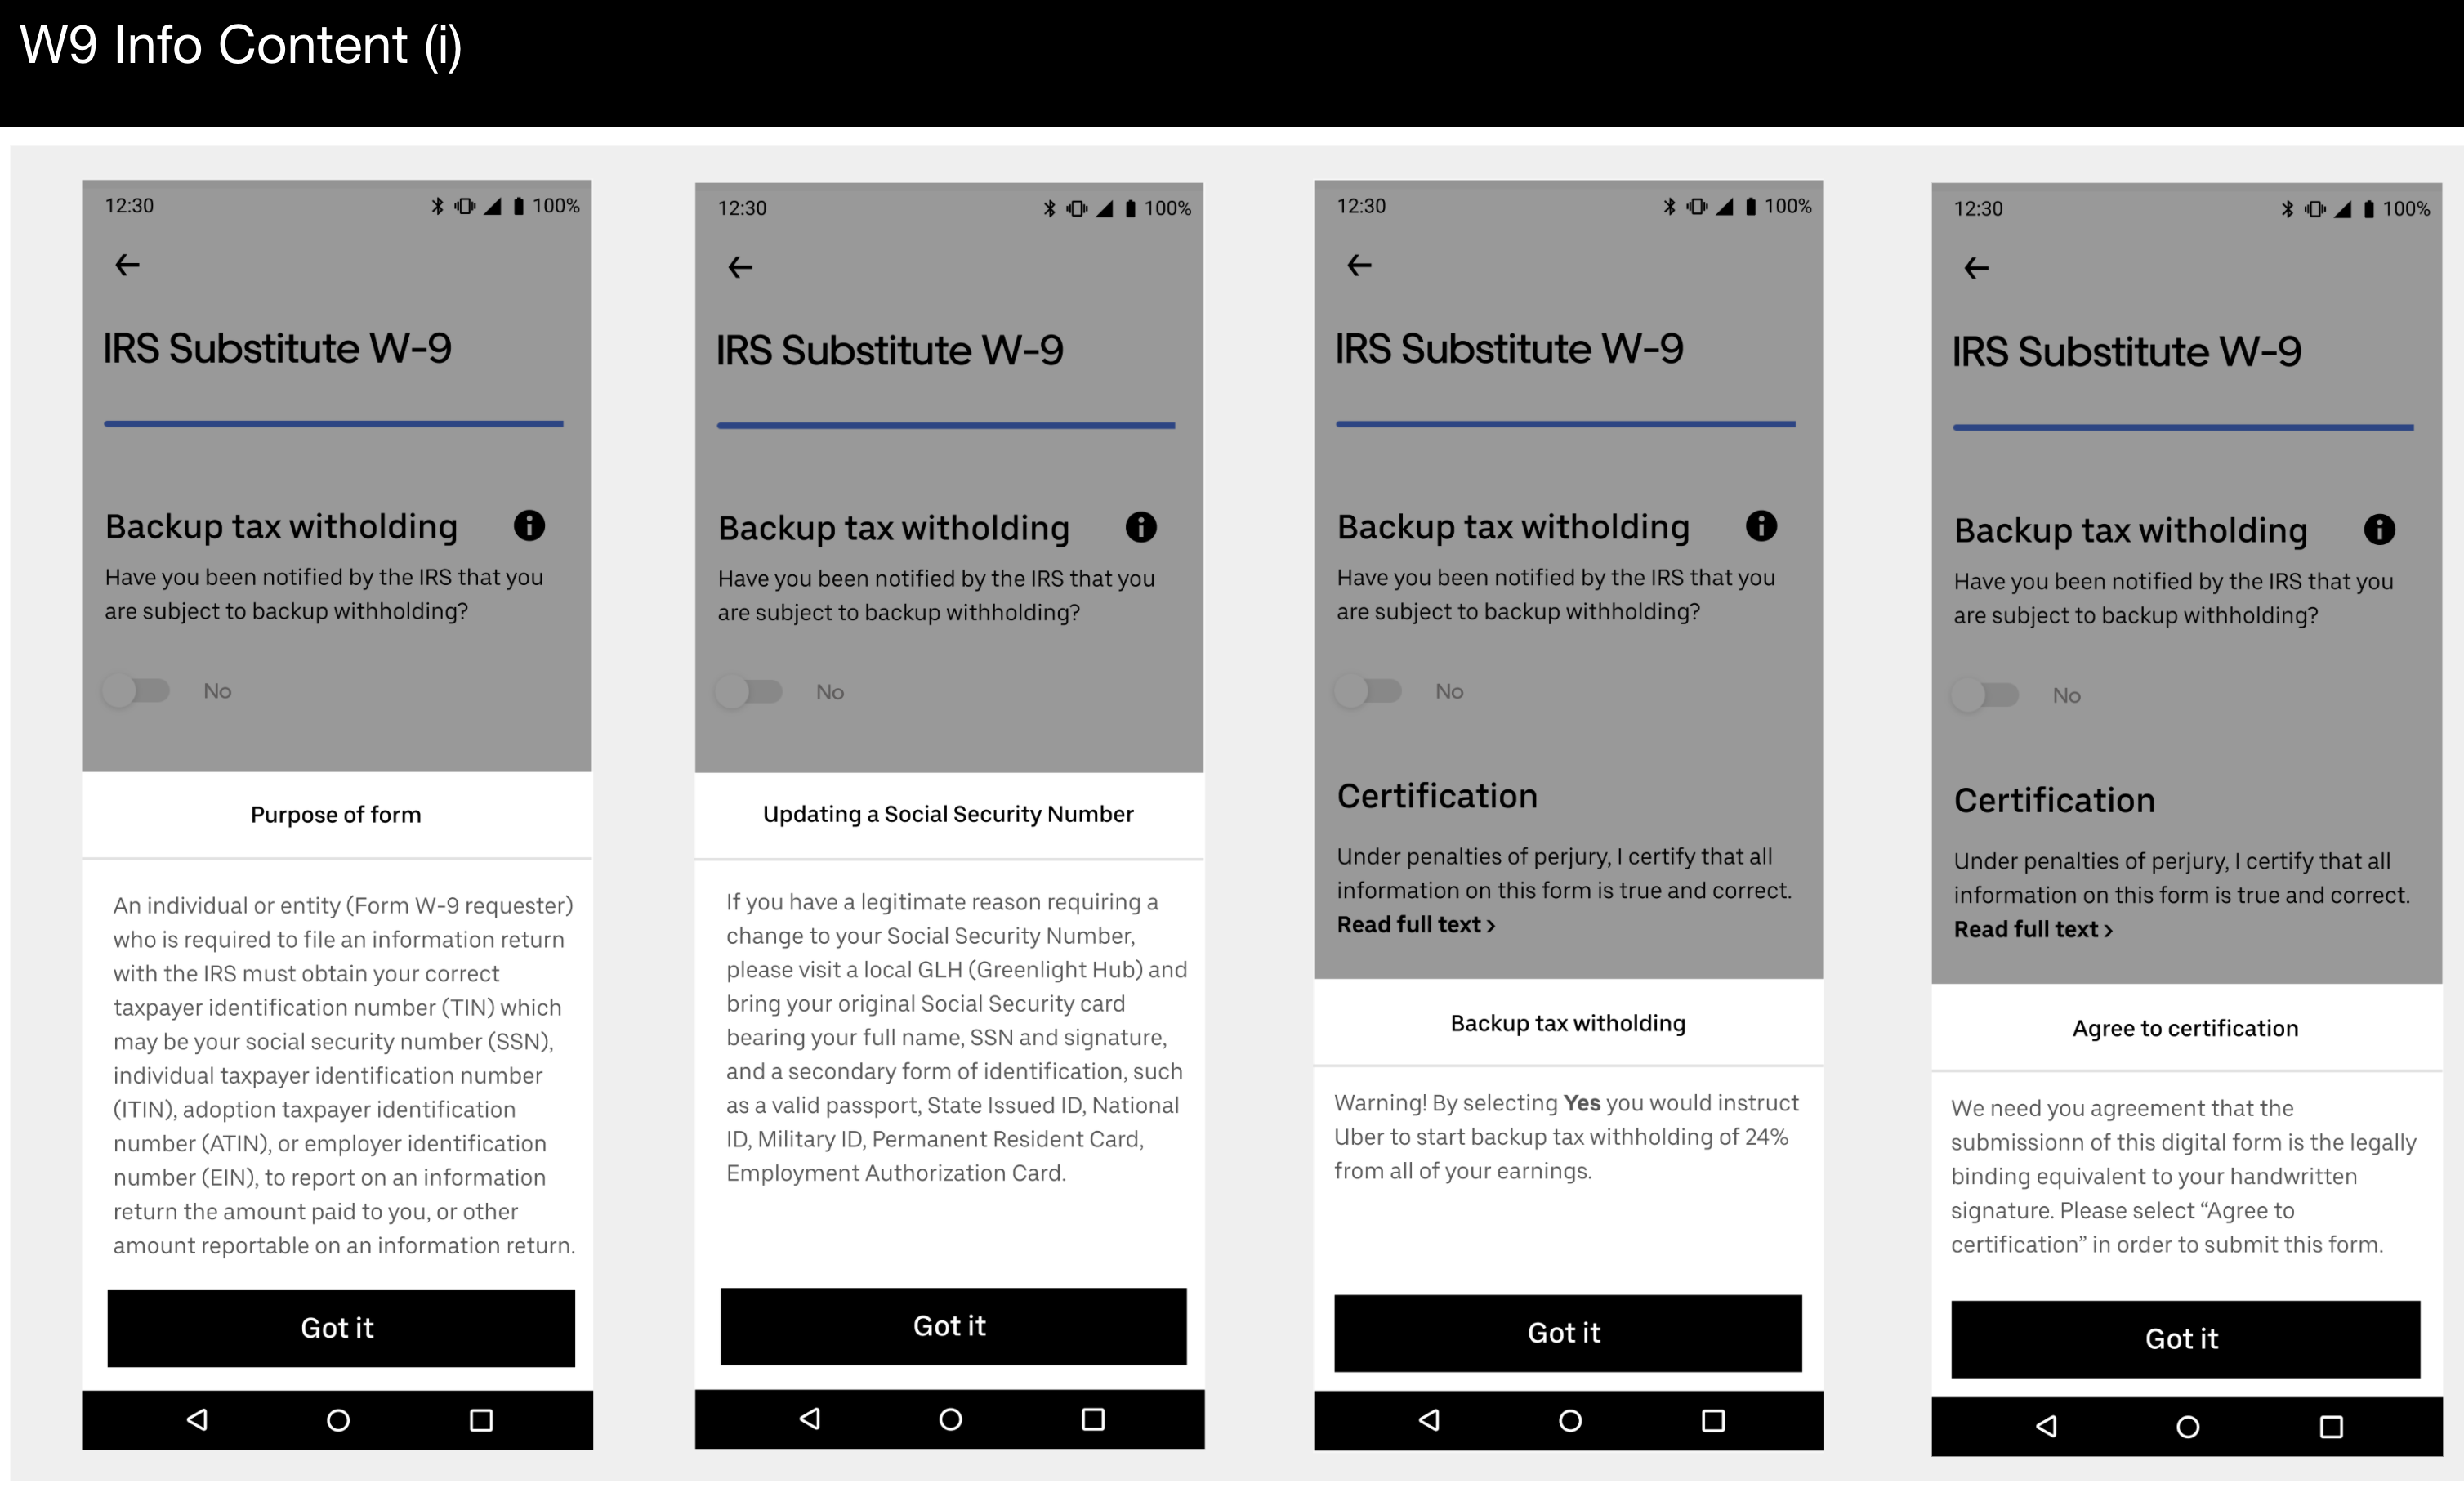 W9 Info Content (i)
12:30
100%
IRS Substitute W-9
Backup tax witholding
Have you been notified by the IRS that you
are subject to backup withholding?
No
Purpose of form
An individual or entity (Form W-9 requester)
who is required to file an information return
with the IRS must obtain your correct
taxpayer identification number (TIN) which
may be your social security number (SSN),
individual taxpayer identification number
(ITIN), adoption taxpayer identification
number (ATIN), or employer identification
number (EIN), to report on an information
return the amount paid to you, or other
amount reportable on an information return.
Got it
12:30
100%
IRS Substitute W-9
Backup tax witholding
Have you been notified by the IRS that you
are subject to backup withholding?
No
Updating a Social Security Number
If you have a legitimate reason requiring a
change to your Social Security Number,
please visit a local GLH (Greenlight Hub) and
bring your original Social Security card
bearing your full name, SSN and signature,
and a secondary form of identification, such
as a valid passport, State Issued ID, National
ID, Military ID, Permanent Resident Card,
Employment Authorization Card.
Got it
12:30
100%
IRS Substitute W-9
Backup tax witholding
Have you been notified by the IRS that you
are subject to backup withholding?
No
Certification
Under penalties of perjury, I certify that all
information on this form is true and correct.
Read full text ›
Backup tax witholding
Warning! By selecting Yes you would instruct
Uber to start backup tax withholding of 24%
from all of your earnings.
Got it
12:30
100%
IRS Substitute W-9
Backup tax witholding
Have you been notified by the IRS that you
are subject to backup withholding?
No
Certification
Under penalties of perjury, I certify that all
information on this form is true and correct.
Read full text ›
Agree to certification
We need you agreement that the
submissionn of this digital form is the legally
binding equivalent to your handwritten
signature. Please select “Agree to
certification” in order to submit this form.
Got it